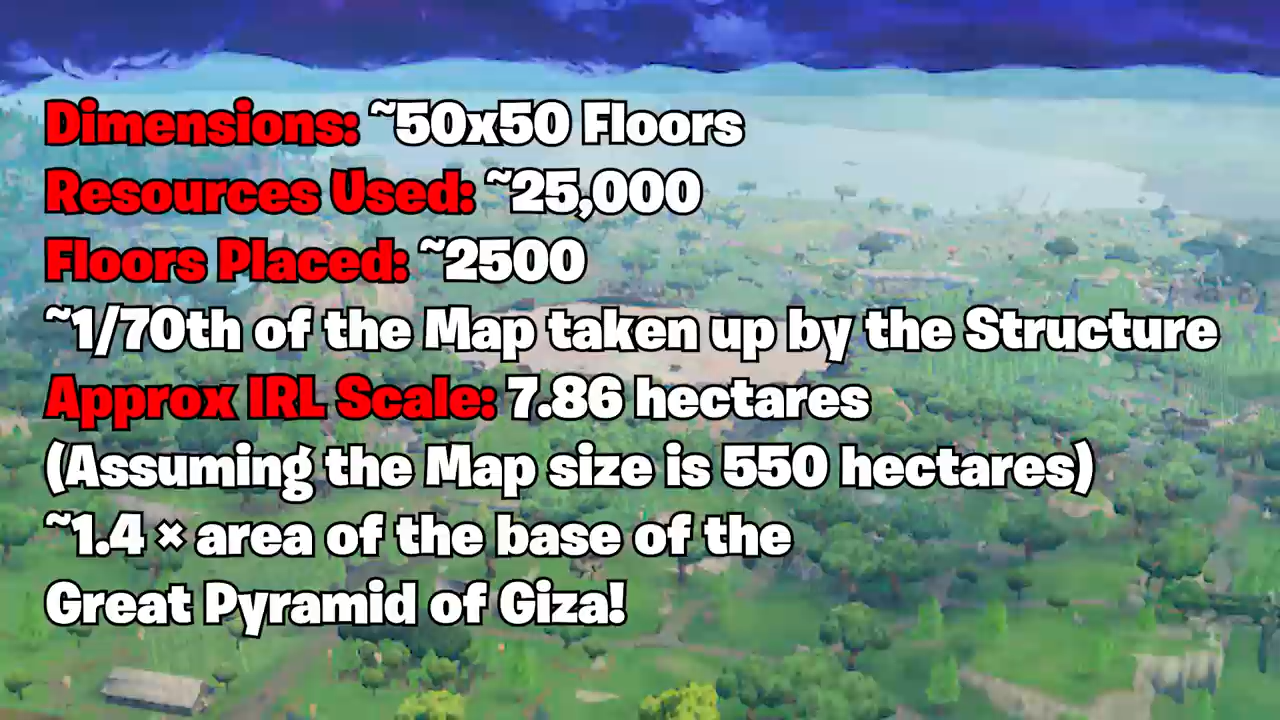 Dimensions: ~50x50 Floors
Resources Used: ~25,000
Floors Placed: ~2500
~1/70th of the Map taken up by the Structure
Approx IRL Scale: 7.86 hectares
(Assuming the Map size is 550 hectares)
~1.4 × area of the base of the
Great Pyramid of Giza!